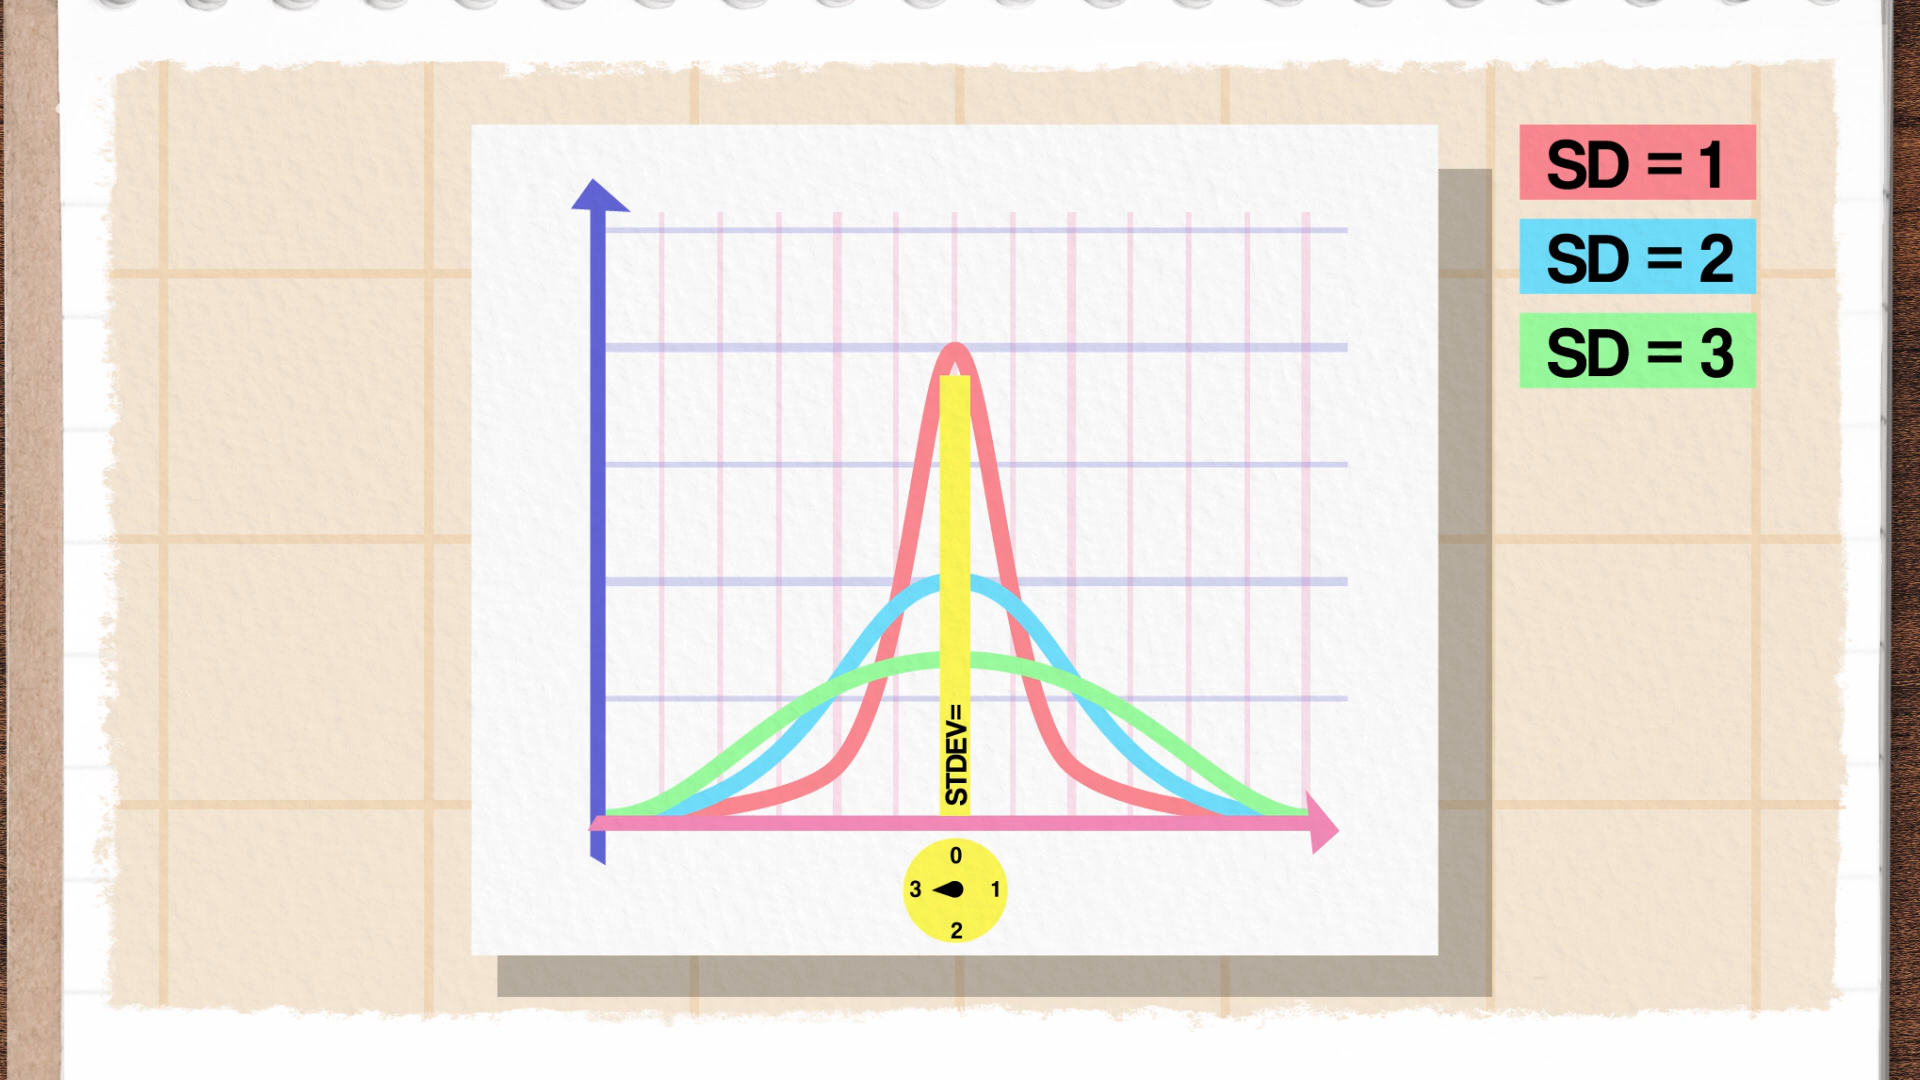 SD = 1
SD = 2
SD = 3
STDEV=
0
3 1
2